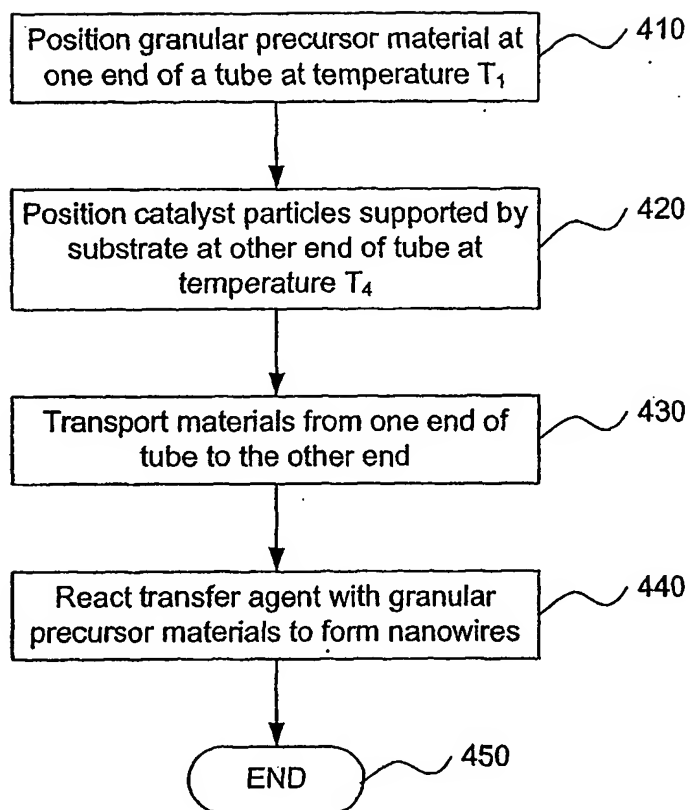 Position granular precursor material at
one end of a tube at temperature T₁
410
Position catalyst particles supported by
substrate at other end of tube at
temperature T₄
420
Transport materials from one end of
tube to the other end
430
React transfer agent with granular
precursor materials to form nanowires
440
END
450